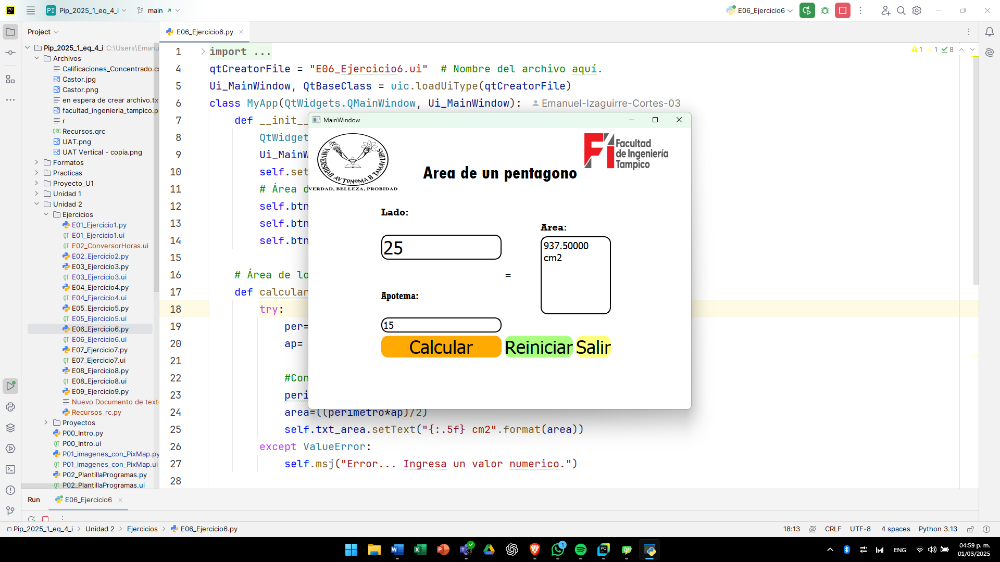 Pip_2025_1_eq_4_i
main
E06_Ejercicio6
Project
E06_Ejercicio6.py
Pip_2025_1_eq_4_i C:\Users\Emanu
Archivos
Calificaciones_Concentrado.cs
Castor.jpg
Castor.png
en espera de crear archivo.tx
facultad_ingenieria_tampico.p
r
Recursos.qrc
UAT.png
UAT Vertical - copia.png
Formatos
Practicas
Proyecto_U1
Unidad 1
Unidad 2
Ejercicios
E01_Ejercicio1.py
E01_Ejercicio1.ui
E02_ConversorHoras.ui
E02_Ejercicio2.py
E03_Ejercicio3.py
E03_Ejercicio3.ui
E04_Ejercicio4.py
E04_Ejercicio4.ui
E05_Ejercicio5.py
E05_Ejercicio5.ui
E06_Ejercicio6.py
E06_Ejercicio6.ui
E07_Ejercicio7.py
E07_Ejercicio7.ui
E08_Ejercicio8.py
E08_Ejercicio8.ui
E09_Ejercicio9.py
Nuevo Documento de texto
Recursos_rc.py
Proyectos
P00_Intro.py
P00_Intro.ui
P01_imagenes_con_PixMap.py
P01_imagenes_con_PixMap.ui
P02_PlantillaProgramas.py
P02_PlantillaProgramas.ui
1 import ...
4 qtCreatorFile = "E06_Ejercicio6.ui" # Nombre del archivo aquí.
5 Ui_MainWindow, QtBaseClass = uic.loadUiType(qtCreatorFile)
6 class MyApp(QtWidgets.QMainWindow, Ui_MainWindow): Emanuel-Izaguirre-Cortes-03
7 def __init__
8 QtWidget
9 Ui_MainW
10 self.set
11 # Área d
12 self.btn
13 self.btn
14 self.btn
15
16 # Área de lo
17 def calcular
18 try:
19 per=
20 ap=
21
22 #Con
23 peri
24 area=((perimetro*ap)/2)
25 self.txt_area.setText("{:.5f} cm2".format(area))
26 except ValueError:
27 self.msj("Error... Ingresa un valor numerico.")
28
1 1 8
MainWindow
UNIVERSIDAD AVTONOMA D TAMAVLIPAS
VERDAD, BELLEZA, PROBIDAD
Area de un pentagono
Fi Facultad
de Ingeniería
Tampico
Lado:
25
Area:
937.50000
cm2
=
Apotema:
15
Calcular Reiniciar Salir
Run E06_Ejercicio6
Pip_2025_1_eq_4_i > Unidad 2 > Ejercicios > E06_Ejercicio6.py
18:13 CRLF UTF-8 4 spaces Python 3.13
ENG
04:59 p. m.
01/03/2025